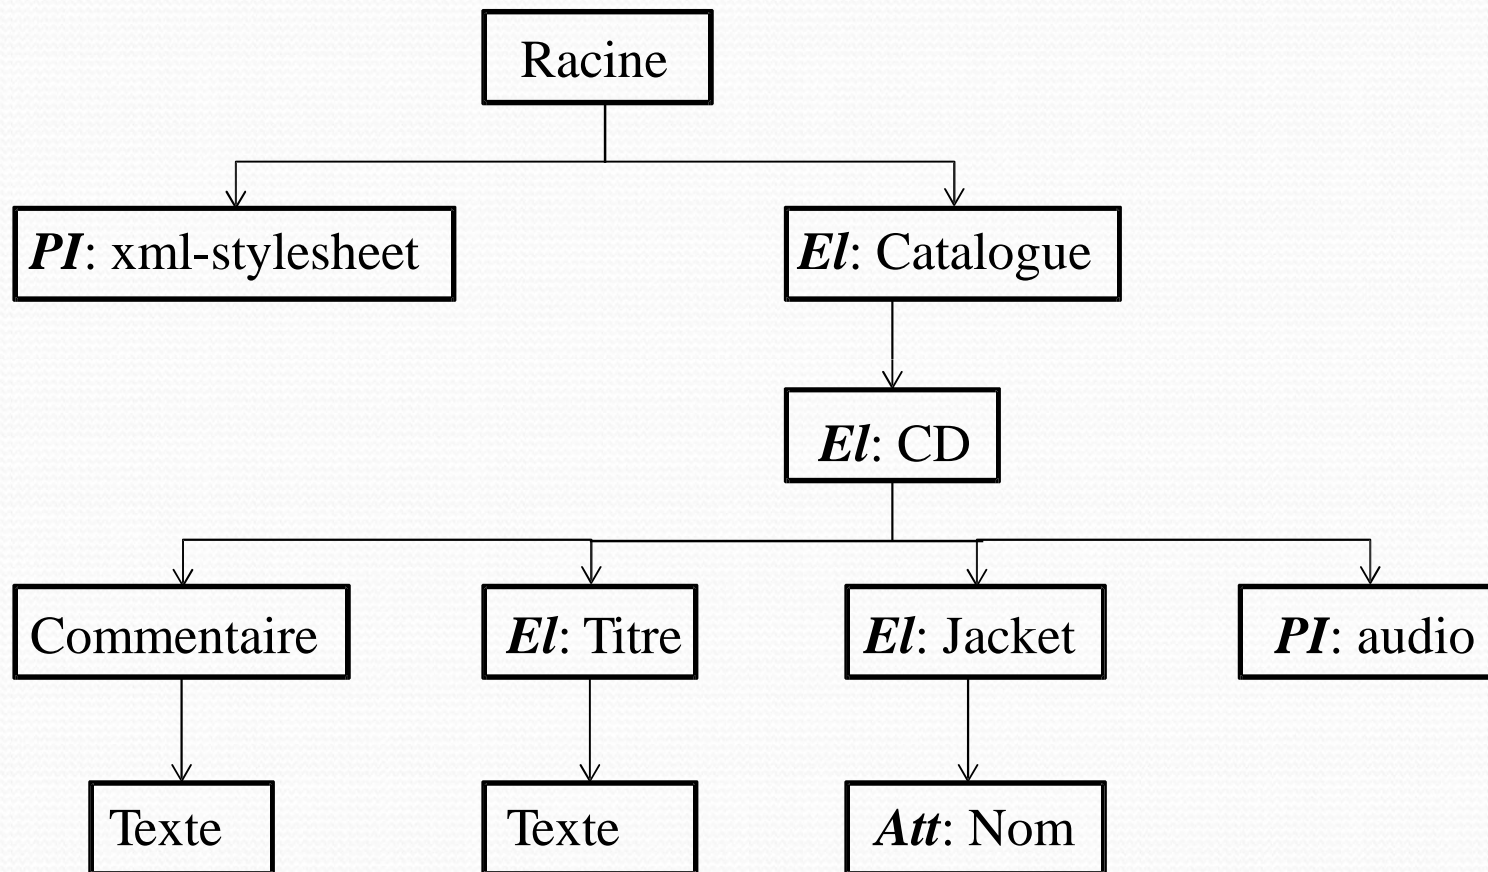 Racine
PI: xml-stylesheet
El: Catalogue
El: CD
Commentaire
El: Titre
El: Jacket
PI: audio
Texte
Texte
Att: Nom